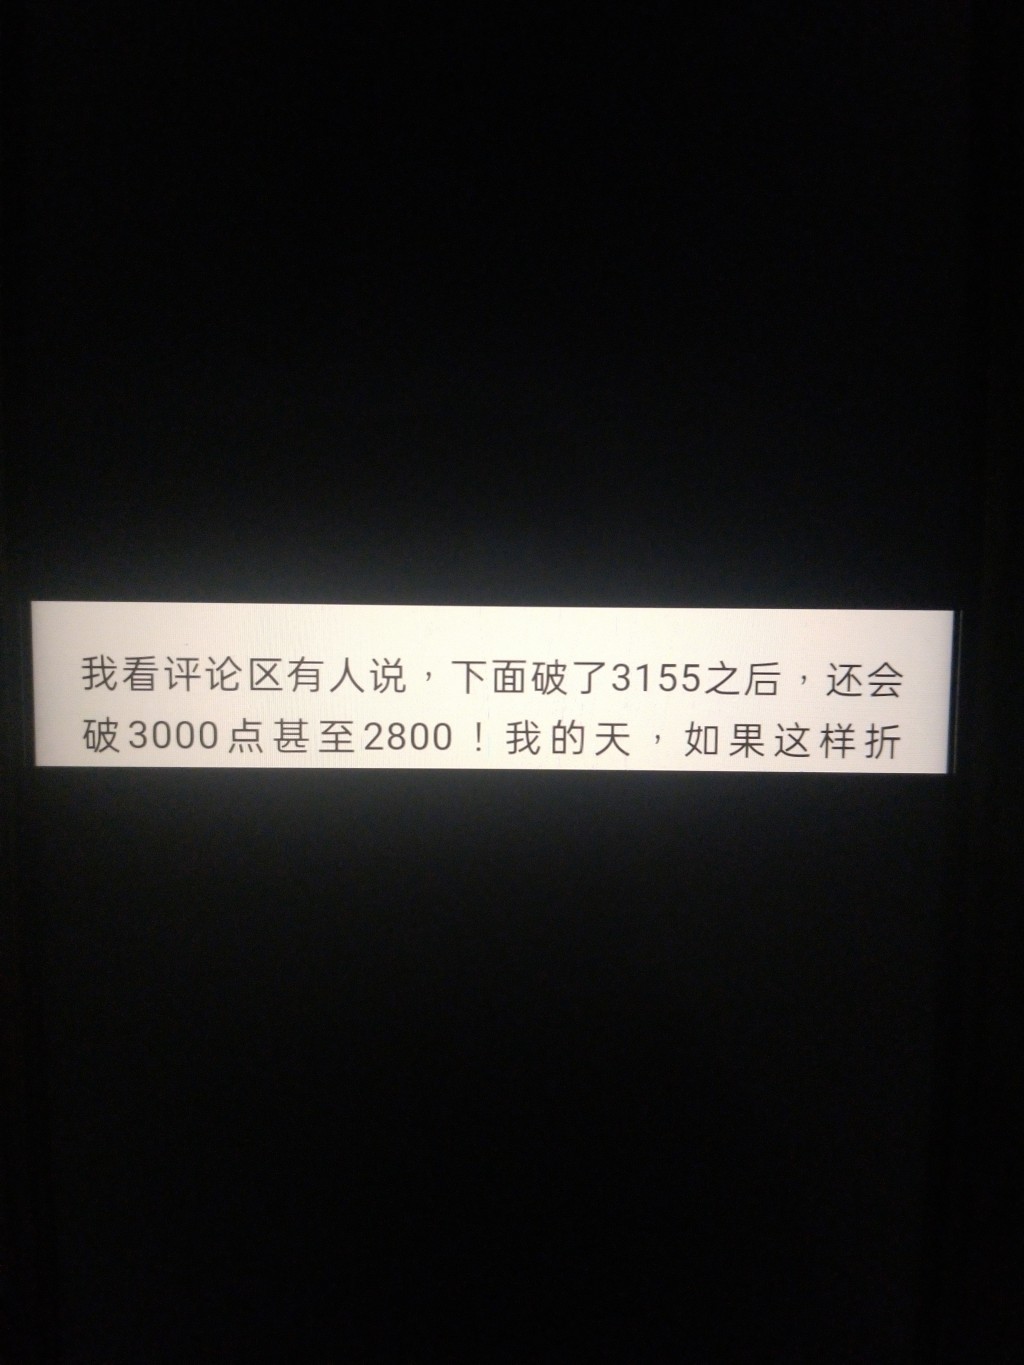 我看评论区有人说，下面破了3155之后，还会
破3000点甚至2800！我的天，如果这样折